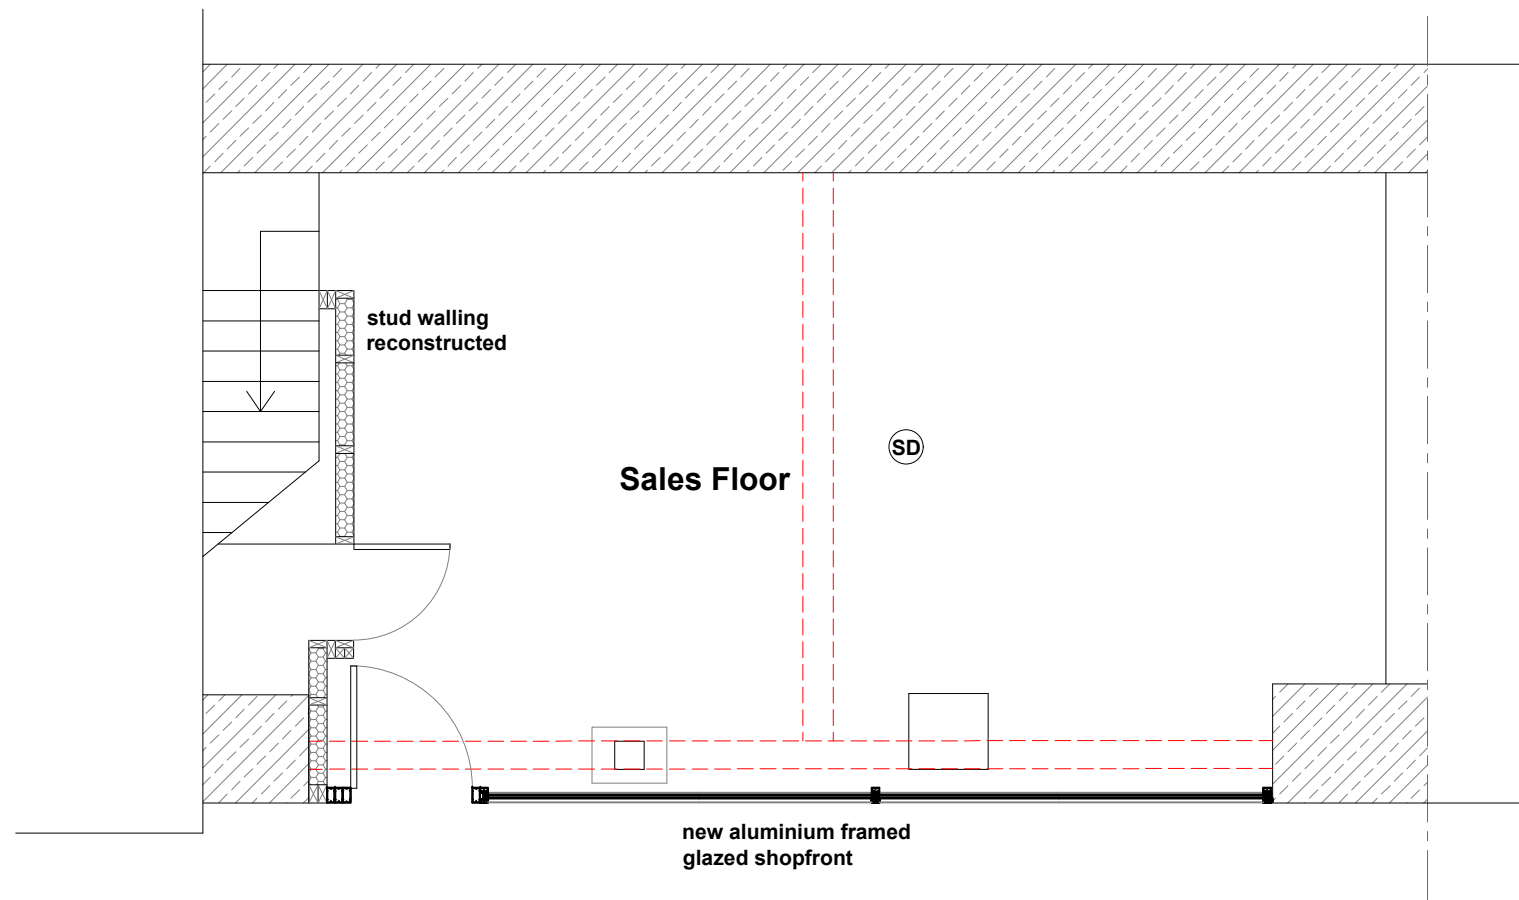 stud walling
reconstructed
SD
Sales Floor
new aluminium framed
glazed shopfront